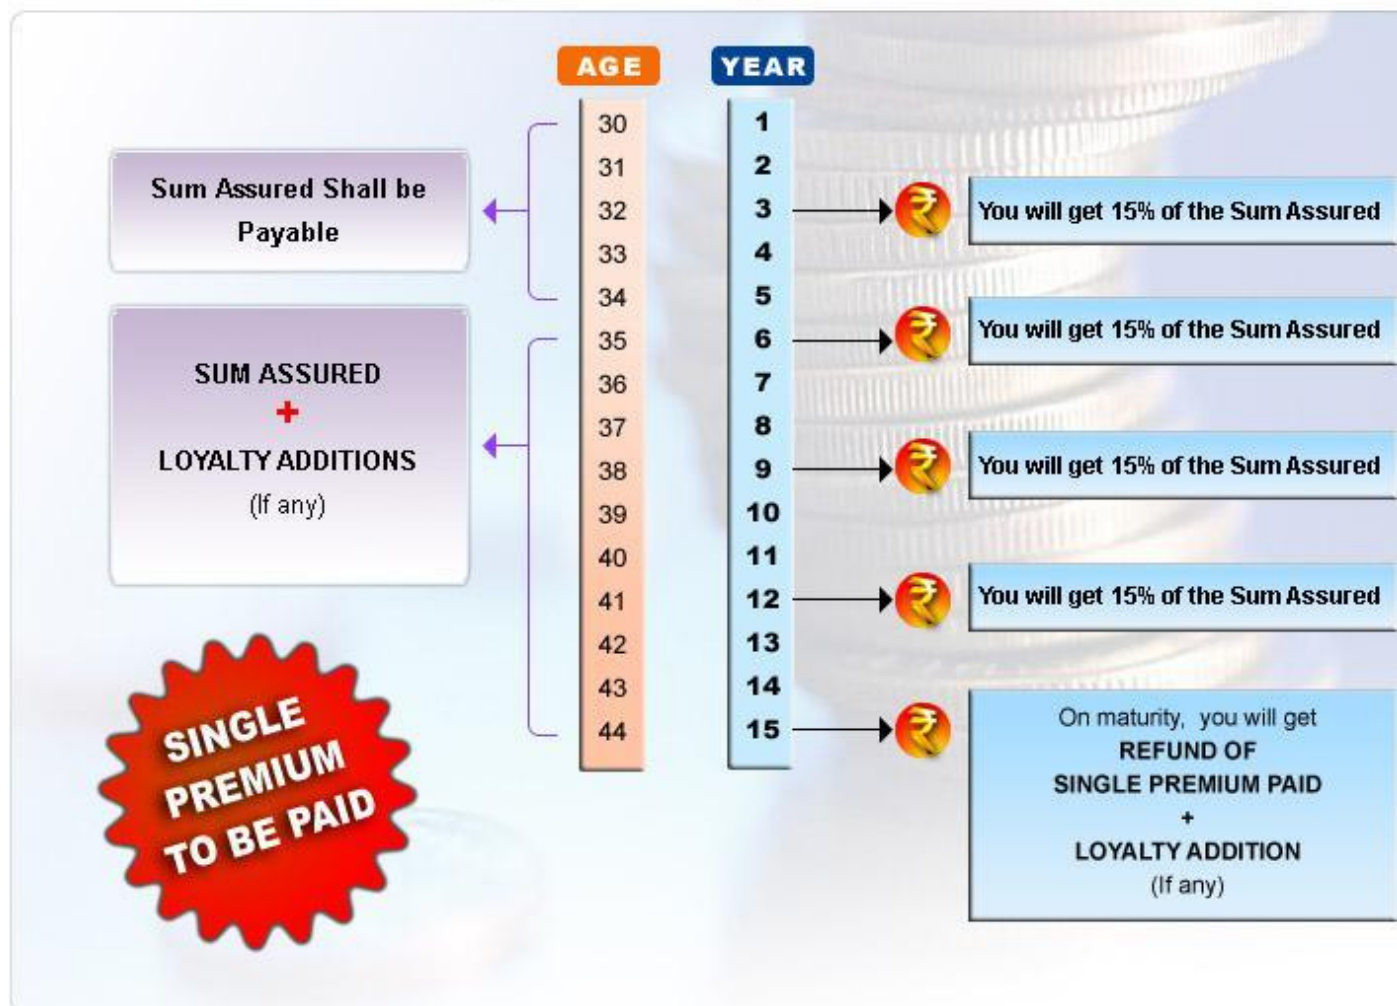 AGE
YEAR
30
31
32
33
34
35
36
37
38
39
40
41
42
43
44
1
2
3
4
5
6
7
8
9
10
11
12
13
14
15
Sum Assured Shall be
Payable
SUM ASSURED
+
LOYALTY ADDITIONS
(If any)
SINGLE
PREMIUM
TO BE PAID
₹
You will get 15% of the Sum Assured
₹
You will get 15% of the Sum Assured
₹
You will get 15% of the Sum Assured
₹
You will get 15% of the Sum Assured
₹
On maturity, you will get
REFUND OF
SINGLE PREMIUM PAID
+
LOYALTY ADDITION
(If any)